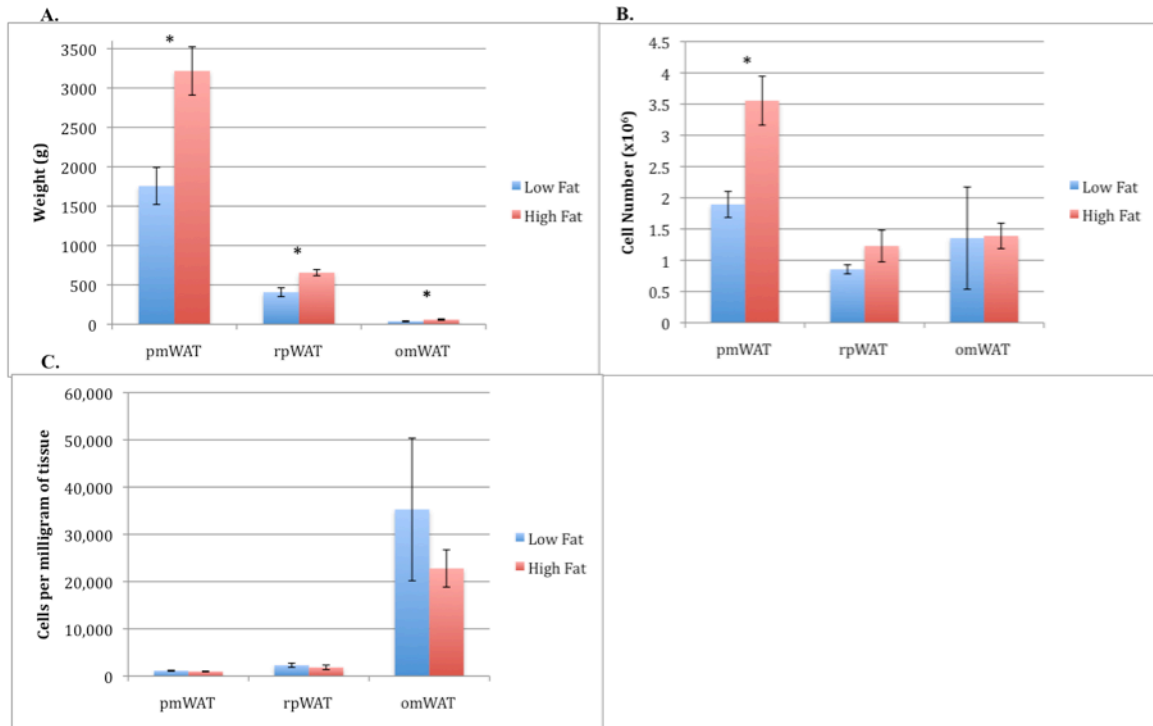 A.
*
*
*
3500
3000
2500
2000
1500
1000
500
0
Weight (g)
pmWAT rpWAT omWAT
Low Fat
High Fat
B.
*
4.5
4
3.5
3
2.5
2
1.5
1
0.5
0
Cell Number (x10⁶)
pmWAT rpWAT omWAT
Low Fat
High Fat
C.
60,000
50,000
40,000
30,000
20,000
10,000
0
Cells per milligram of tissue
pmWAT rpWAT omWAT
Low Fat
High Fat